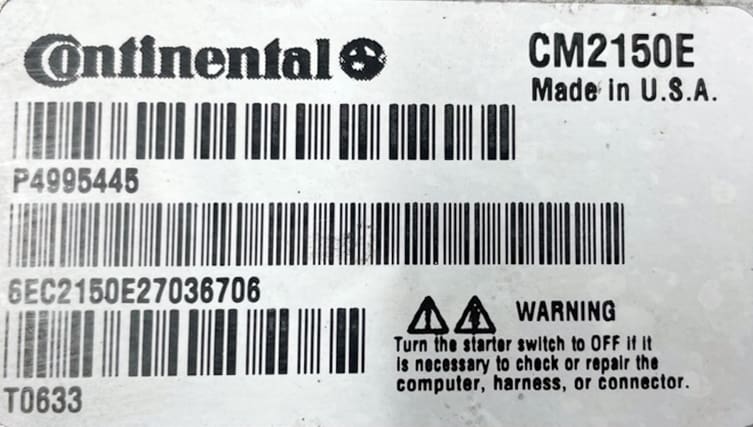 Continental
CM2150E
Made in U.S.A.
P4995445
6EC2150E27036706
WARNING
Turn the starter switch to OFF if it
is necessary to check or repair the
computer, harness, or connector.
T0633